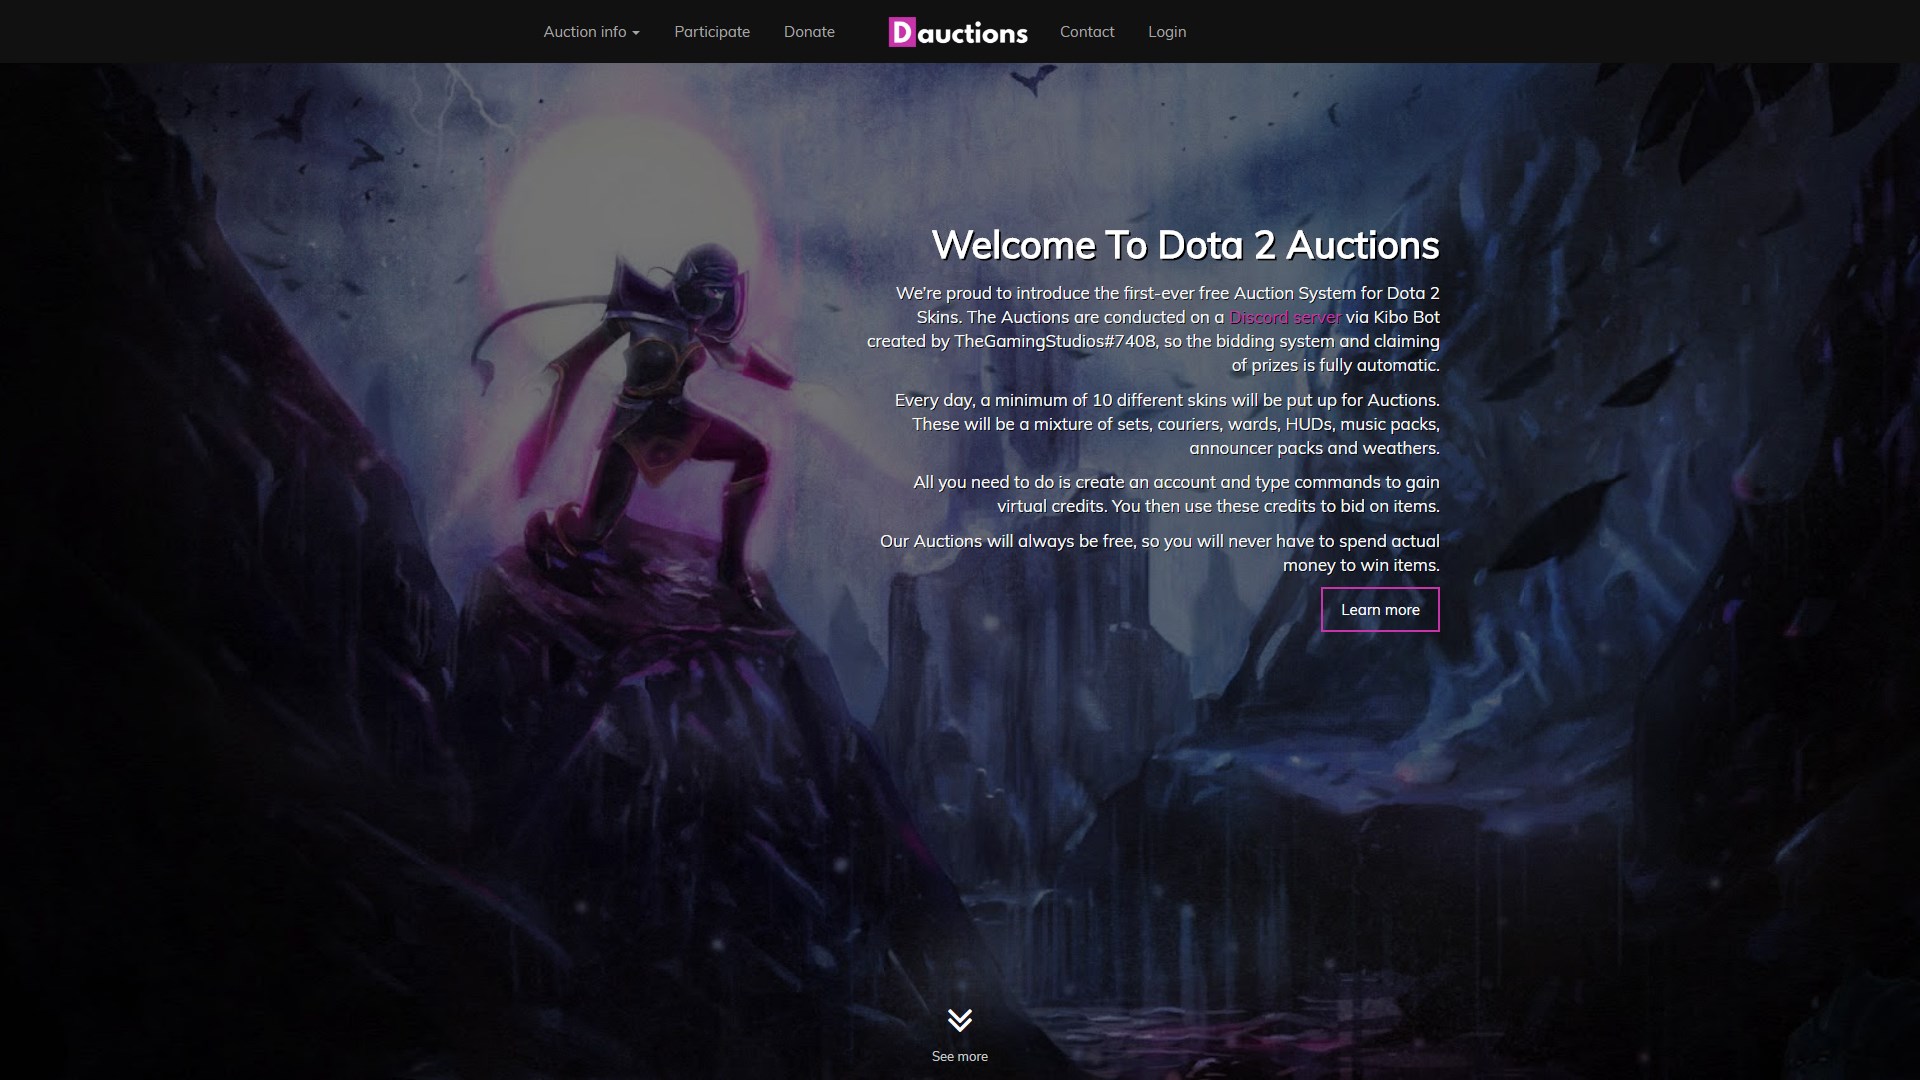 Auction info
Participate
Donate
Dauctions
Contact
Login
Welcome To Dota 2 Auctions
We're proud to introduce the first-ever free Auction System for Dota 2
Skins. The Auctions are conducted on a Discord server via Kibo Bot
created by TheGamingStudios#7408, so the bidding system and claiming
of prizes is fully automatic.
Every day, a minimum of 10 different skins will be put up for Auctions.
These will be a mixture of sets, couriers, wards, HUDs, music packs,
announcer packs and weathers.
All you need to do is create an account and type commands to gain
virtual credits. You then use these credits to bid on items.
Our Auctions will always be free, so you will never have to spend actual
money to win items.
Learn more
See more